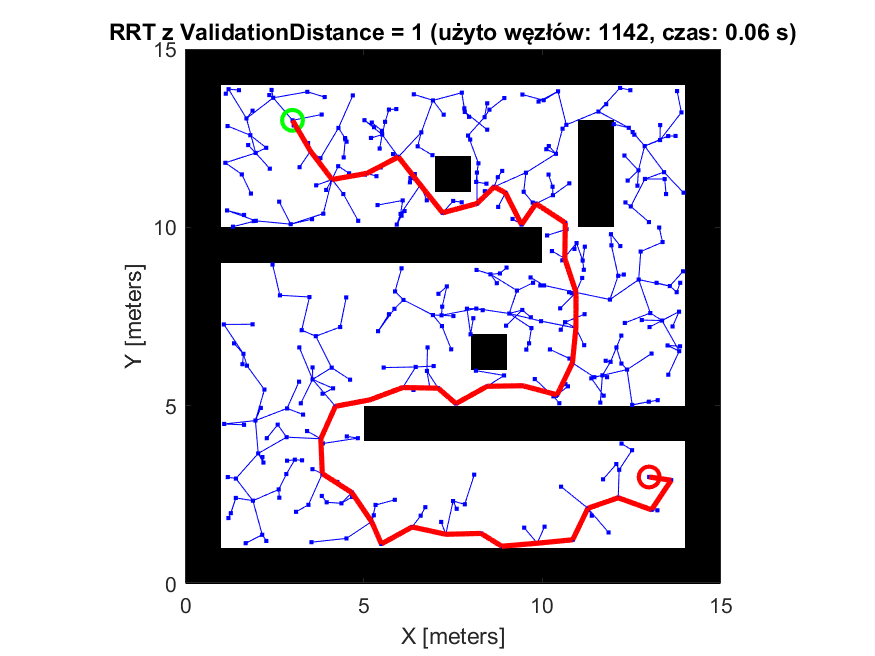 RRT z ValidationDistance = 1 (użyto węzłów: 1142, czas: 0.06 s)
15
10
5
0
Y [meters]
0 5 10 15
X [meters]